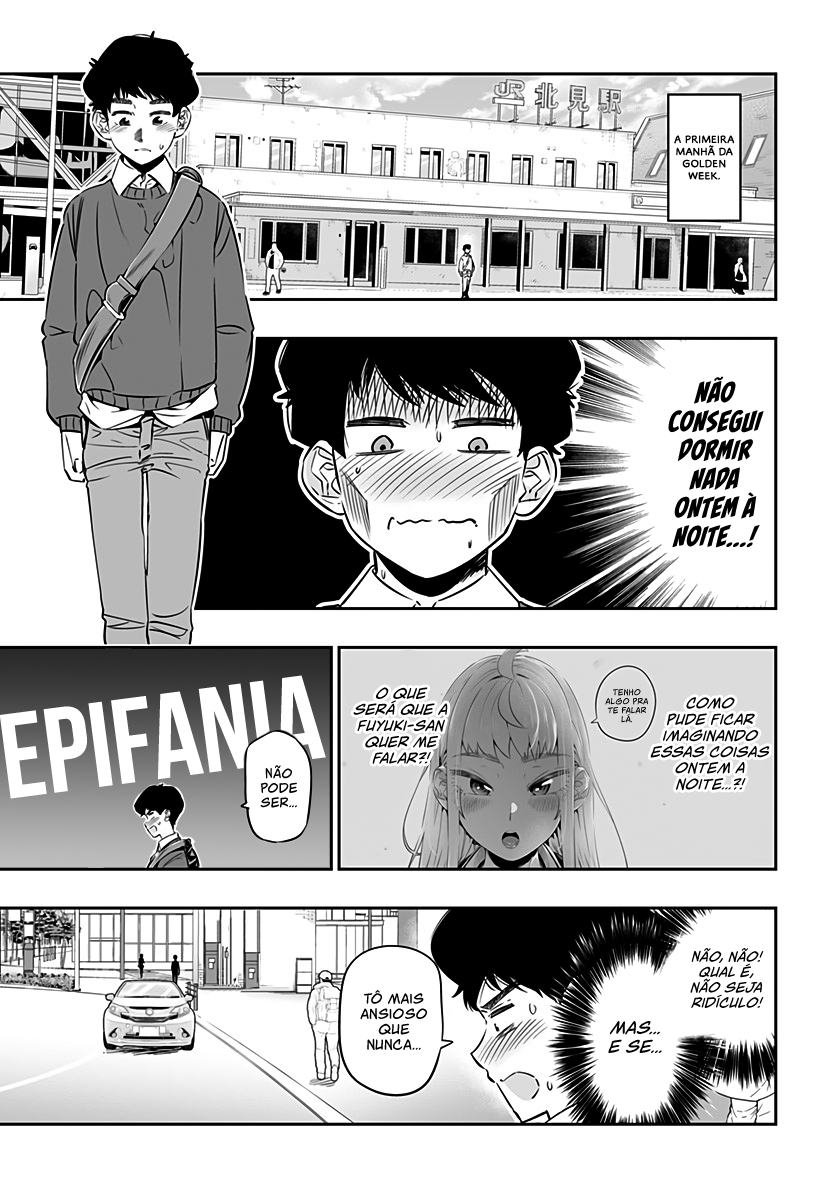 JR北見駅
A PRIMEIRA
MANHÃ DA
GOLDEN
WEEK.
NÃO
CONSEGUI
DORMIR
NADA
ONTEM À
NOITE...!
COMO
PUDE FICAR
IMAGINANDO
ESSAS COISAS
ONTEM A
NOITE...?!
TENHO
ALGO PRA
TE FALAR
LÁ.
O QUE
SERÁ QUE A
FUYUKI-SAN
QUER ME
FALAR?!
EPIFANIA
NÃO
PODE
SER...
NÃO, NÃO!
QUAL É,
NÃO SEJA
RIDÍCULO!
MAS...
E SE...
TÔ MAIS
ANSIOSO
QUE
NUNCA...